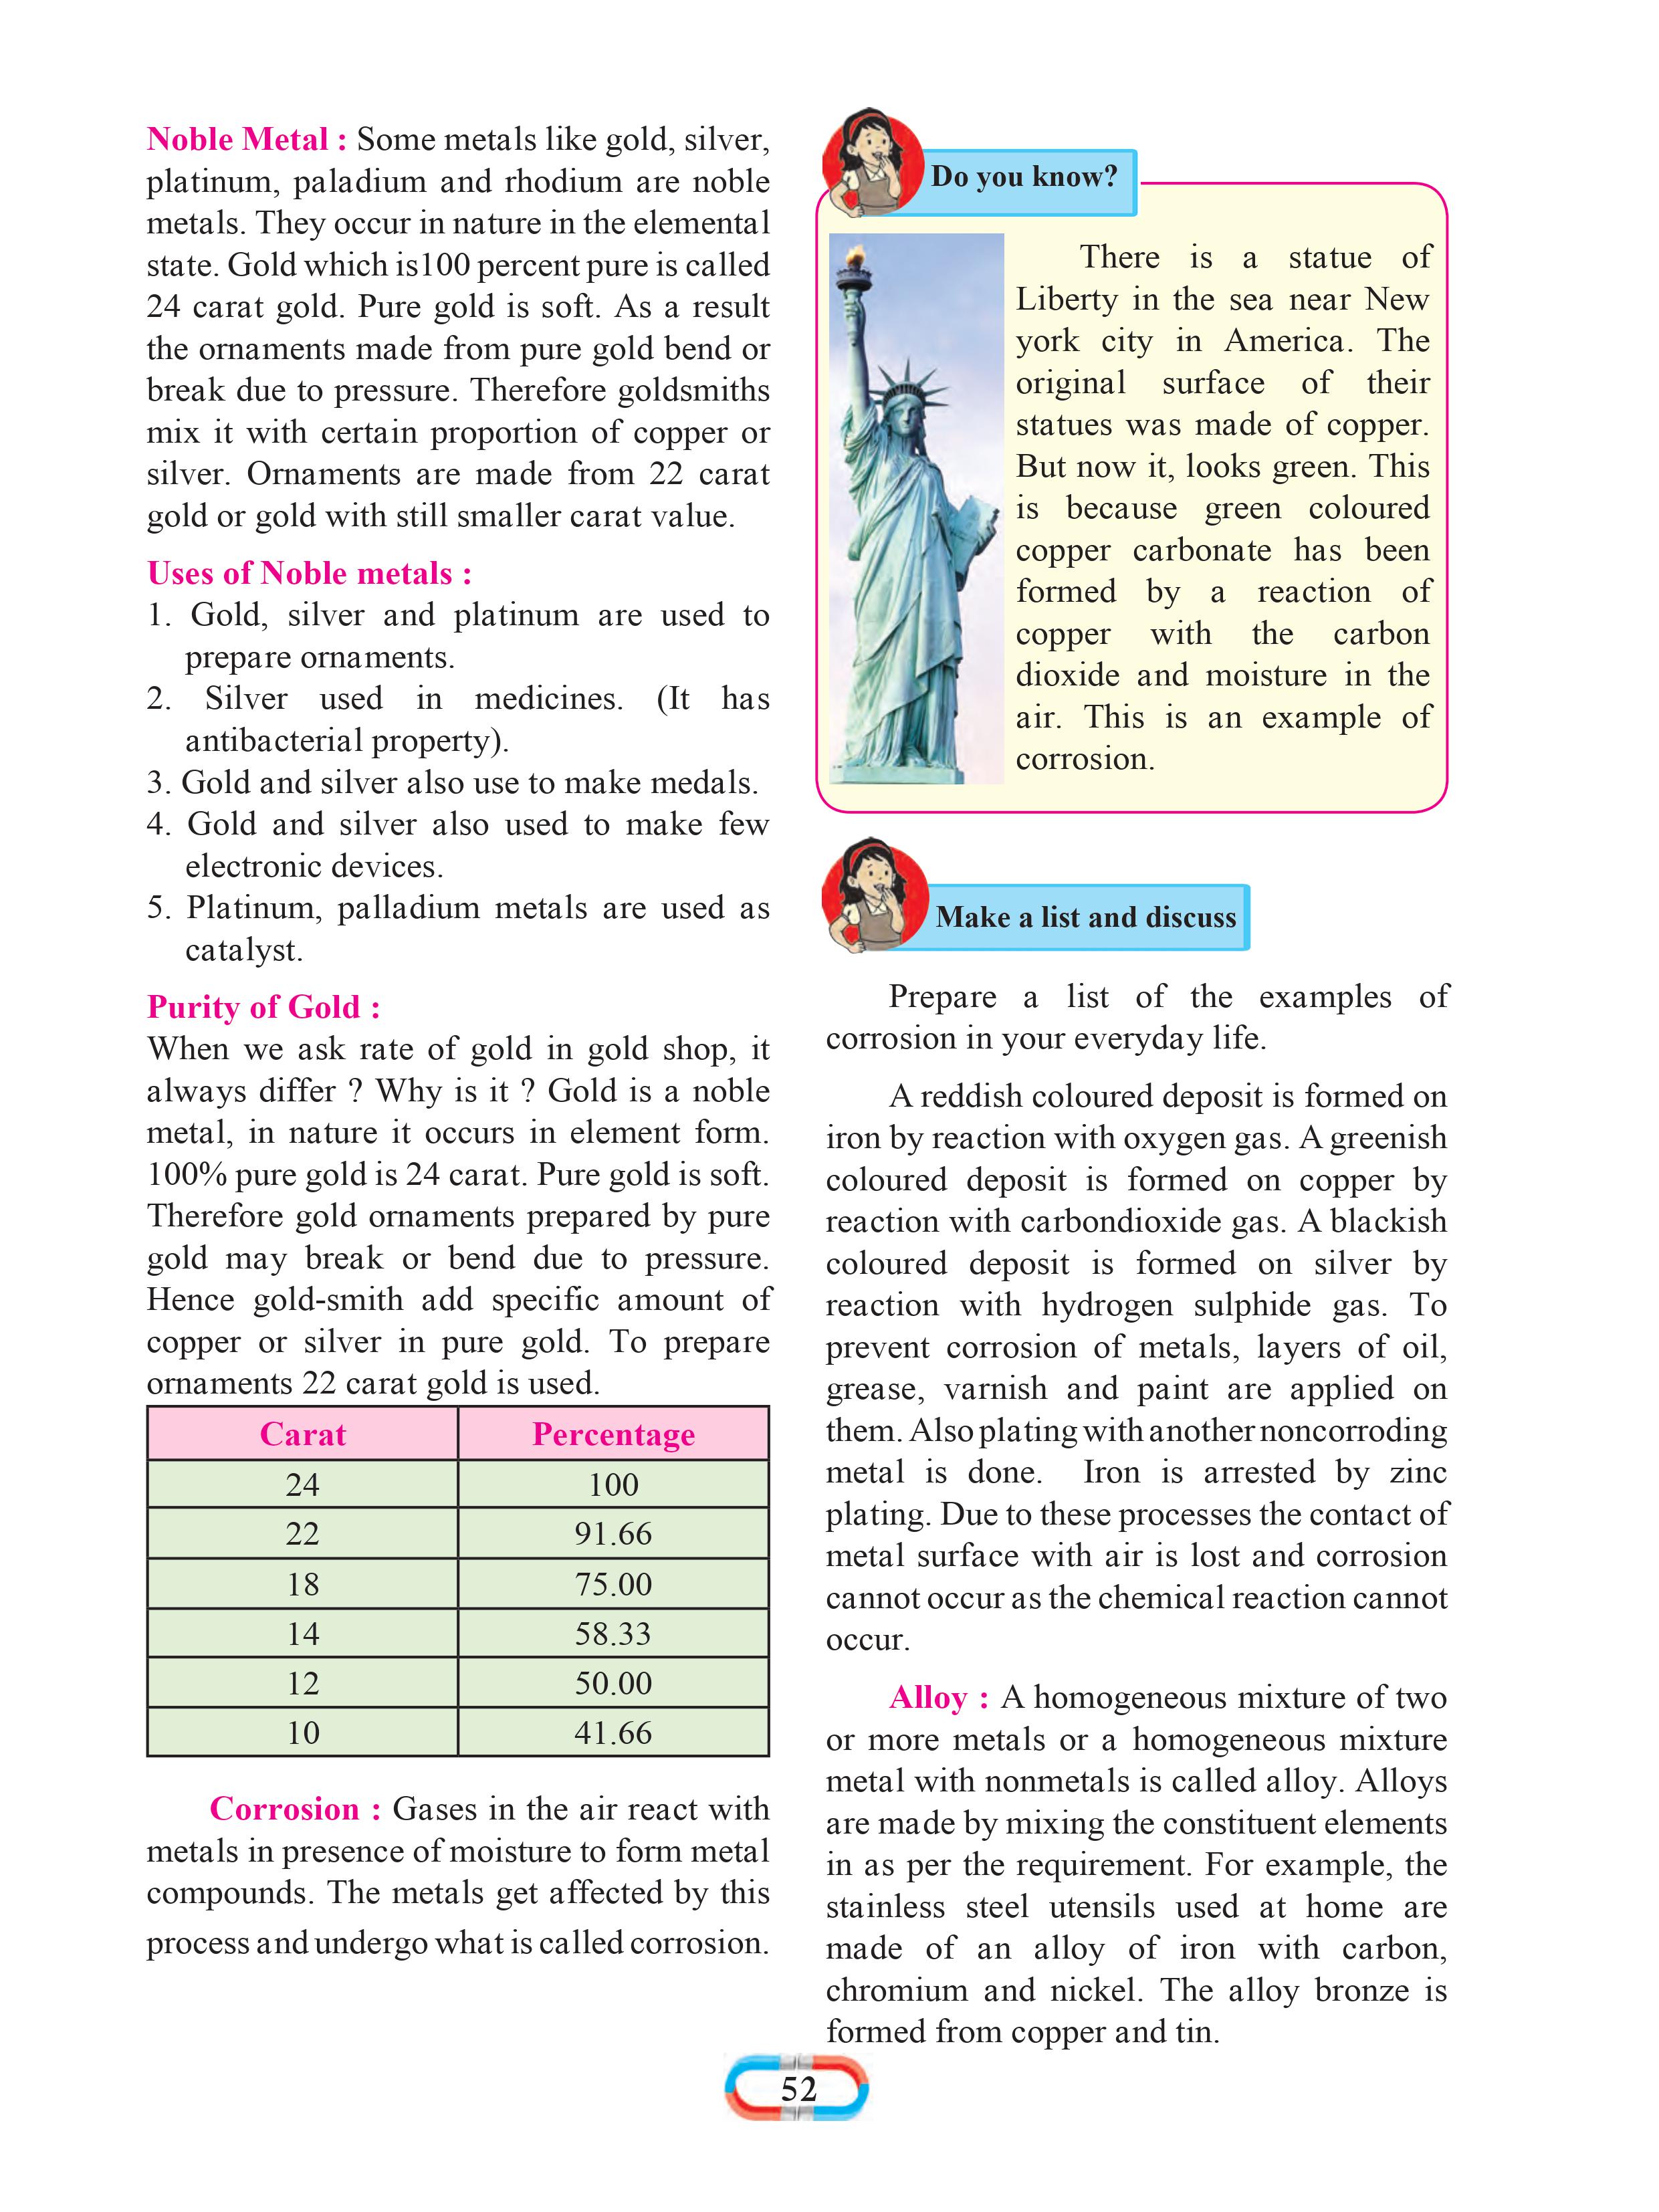 Noble Metal : Some metals like gold, silver,
platinum, paladium and rhodium are noble
metals. They occur in nature in the elemental
state. Gold which is100 percent pure is called
24 carat gold. Pure gold is soft. As a result
the ornaments made from pure gold bend or
break due to pressure. Therefore goldsmiths
mix it with certain proportion of copper or
silver. Ornaments are made from 22 carat
gold or gold with still smaller carat value.
Uses of Noble metals :
1. Gold, silver and platinum are used to
prepare ornaments.
2. Silver used in medicines. (It has
antibacterial property).
3. Gold and silver also use to make medals.
4. Gold and silver also used to make few
electronic devices.
5. Platinum, palladium metals are used as
catalyst.
Purity of Gold :
When we ask rate of gold in gold shop, it
always differ ? Why is it ? Gold is a noble
metal, in nature it occurs in element form.
100% pure gold is 24 carat. Pure gold is soft.
Therefore gold ornaments prepared by pure
gold may break or bend due to pressure.
Hence gold-smith add specific amount of
copper or silver in pure gold. To prepare
ornaments 22 carat gold is used.
Carat Percentage
24 100
22 91.66
18 75.00
14 58.33
12 50.00
10 41.66
Corrosion : Gases in the air react with
metals in presence of moisture to form metal
compounds. The metals get affected by this
process and undergo what is called corrosion.
Do you know?
There is a statue of
Liberty in the sea near New
york city in America. The
original surface of their
statues was made of copper.
But now it, looks green. This
is because green coloured
copper carbonate has been
formed by a reaction of
copper with the carbon
dioxide and moisture in the
air. This is an example of
corrosion.
Make a list and discuss
Prepare a list of the examples of
corrosion in your everyday life.
A reddish coloured deposit is formed on
iron by reaction with oxygen gas. A greenish
coloured deposit is formed on copper by
reaction with carbondioxide gas. A blackish
coloured deposit is formed on silver by
reaction with hydrogen sulphide gas. To
prevent corrosion of metals, layers of oil,
grease, varnish and paint are applied on
them. Also plating with another noncorroding
metal is done. Iron is arrested by zinc
plating. Due to these processes the contact of
metal surface with air is lost and corrosion
cannot occur as the chemical reaction cannot
occur.
Alloy : A homogeneous mixture of two
or more metals or a homogeneous mixture
metal with nonmetals is called alloy. Alloys
are made by mixing the constituent elements
in as per the requirement. For example, the
stainless steel utensils used at home are
made of an alloy of iron with carbon,
chromium and nickel. The alloy bronze is
formed from copper and tin.
52